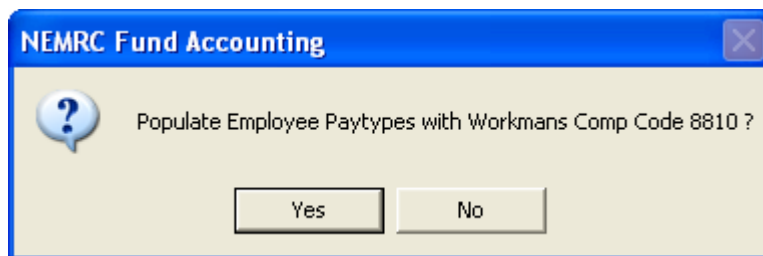 NEMRC Fund Accounting
Populate Employee Paytypes with Workmans Comp Code 8810 ?
Yes No